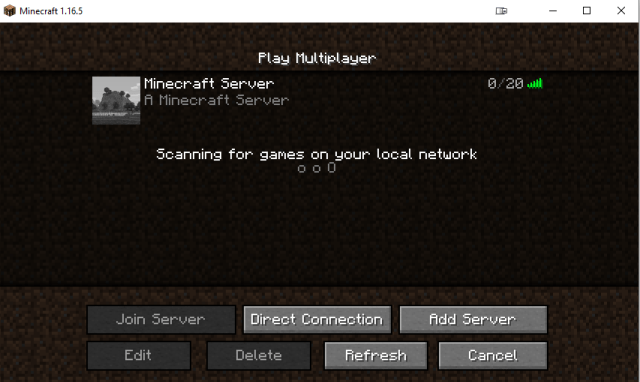 Minecraft 1.16.5
Play Multiplayer
Minecraft Server 0/20
A Minecraft Server
Scanning for games on your local network
o o O
Join Server Direct Connection Add Server
Edit Delete Refresh Cancel